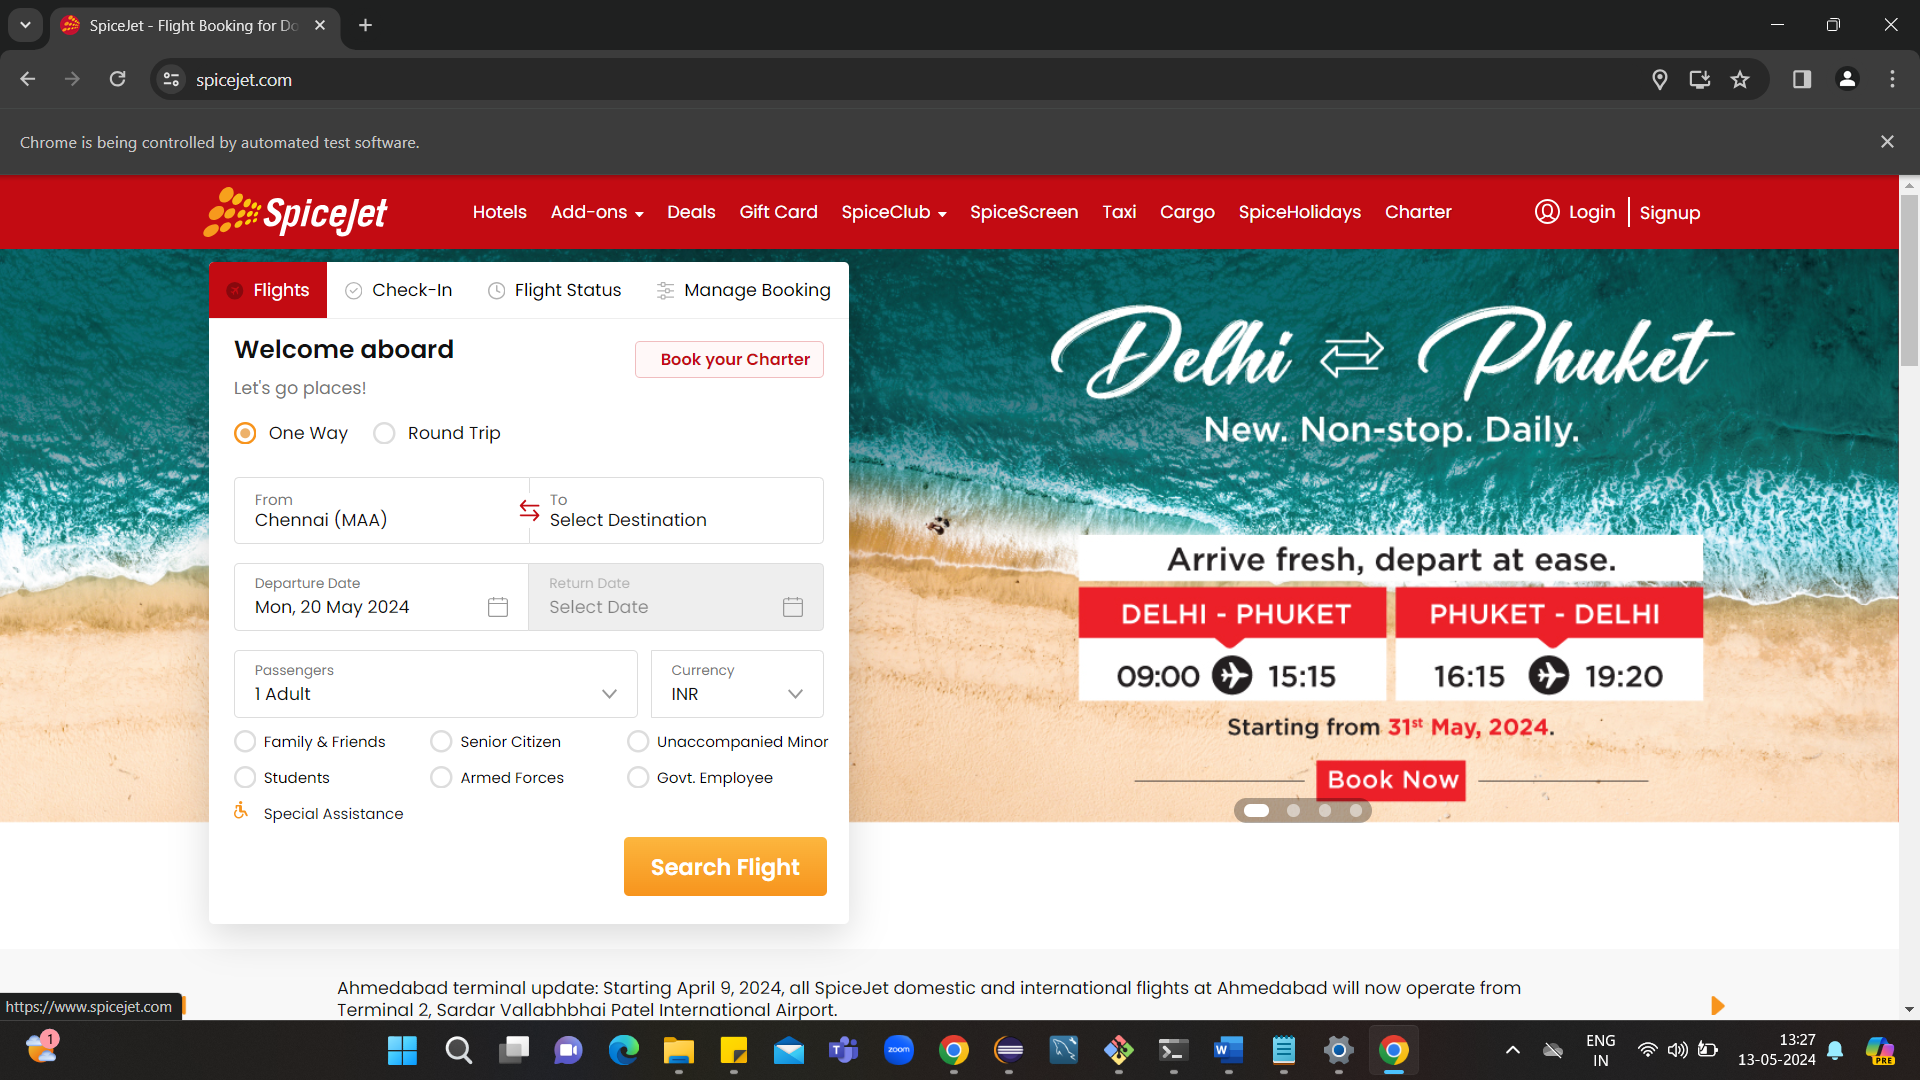 SpiceJet - Flight Booking for Do
spicejet.com
Chrome is being controlled by automated test software.
SpiceJet
Hotels Add-ons Deals Gift Card SpiceClub SpiceScreen Taxi Cargo SpiceHolidays Charter Login Signup
Flights Check-In Flight Status Manage Booking
Welcome aboard
Book your Charter
Let's go places!
One Way Round Trip
From
Chennai (MAA)
To
Select Destination
Departure Date
Mon, 20 May 2024
Return Date
Select Date
Passengers
1 Adult
Currency
INR
Family & Friends Senior Citizen Unaccompanied Minor
Students Armed Forces Govt. Employee
Special Assistance
Search Flight
Delhi Phuket
New. Non-stop. Daily.
Arrive fresh, depart at ease.
DELHI - PHUKET PHUKET - DELHI
09:00 15:15 16:15 19:20
Starting from 31st May, 2024.
Book Now
Ahmedabad terminal update: Starting April 9, 2024, all SpiceJet domestic and international flights at Ahmedabad will now operate from
Terminal 2, Sardar Vallabhbhai Patel International Airport.
https://www.spicejet.com
1
zoom
ENG
IN
13:27
13-05-2024
PRE